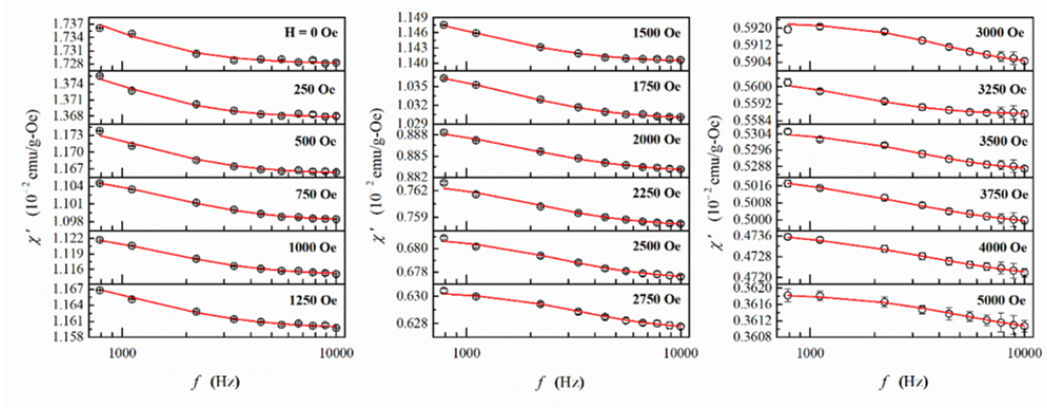 1.737
1.734
1.731
1.728
H = 0 Oe
1.374
1.371
1.368
250 Oe
1.173
1.170
1.167
500 Oe
1.104
1.101
1.098
750 Oe
1.122
1.119
1.116
1000 Oe
1.167
1.164
1.161
1.158
1250 Oe
χ′ (10⁻² emu/g-Oe)
1000 10000
f (Hz)
1.149
1.146
1.143
1.140
1500 Oe
1.035
1.032
1.029
1750 Oe
0.888
0.885
0.882
2000 Oe
0.762
0.759
2250 Oe
0.680
0.678
2500 Oe
0.630
0.628
2750 Oe
χ′ (10⁻² emu/g-Oe)
1000 10000
f (Hz)
0.5920
0.5912
0.5904
3000 Oe
0.5600
0.5592
0.5584
3250 Oe
0.5304
0.5296
0.5288
3500 Oe
0.5016
0.5008
0.5000
3750 Oe
0.4736
0.4728
0.4720
4000 Oe
0.3620
0.3616
0.3612
0.3608
5000 Oe
χ′ (10⁻² emu/g-Oe)
1000 10000
f (Hz)